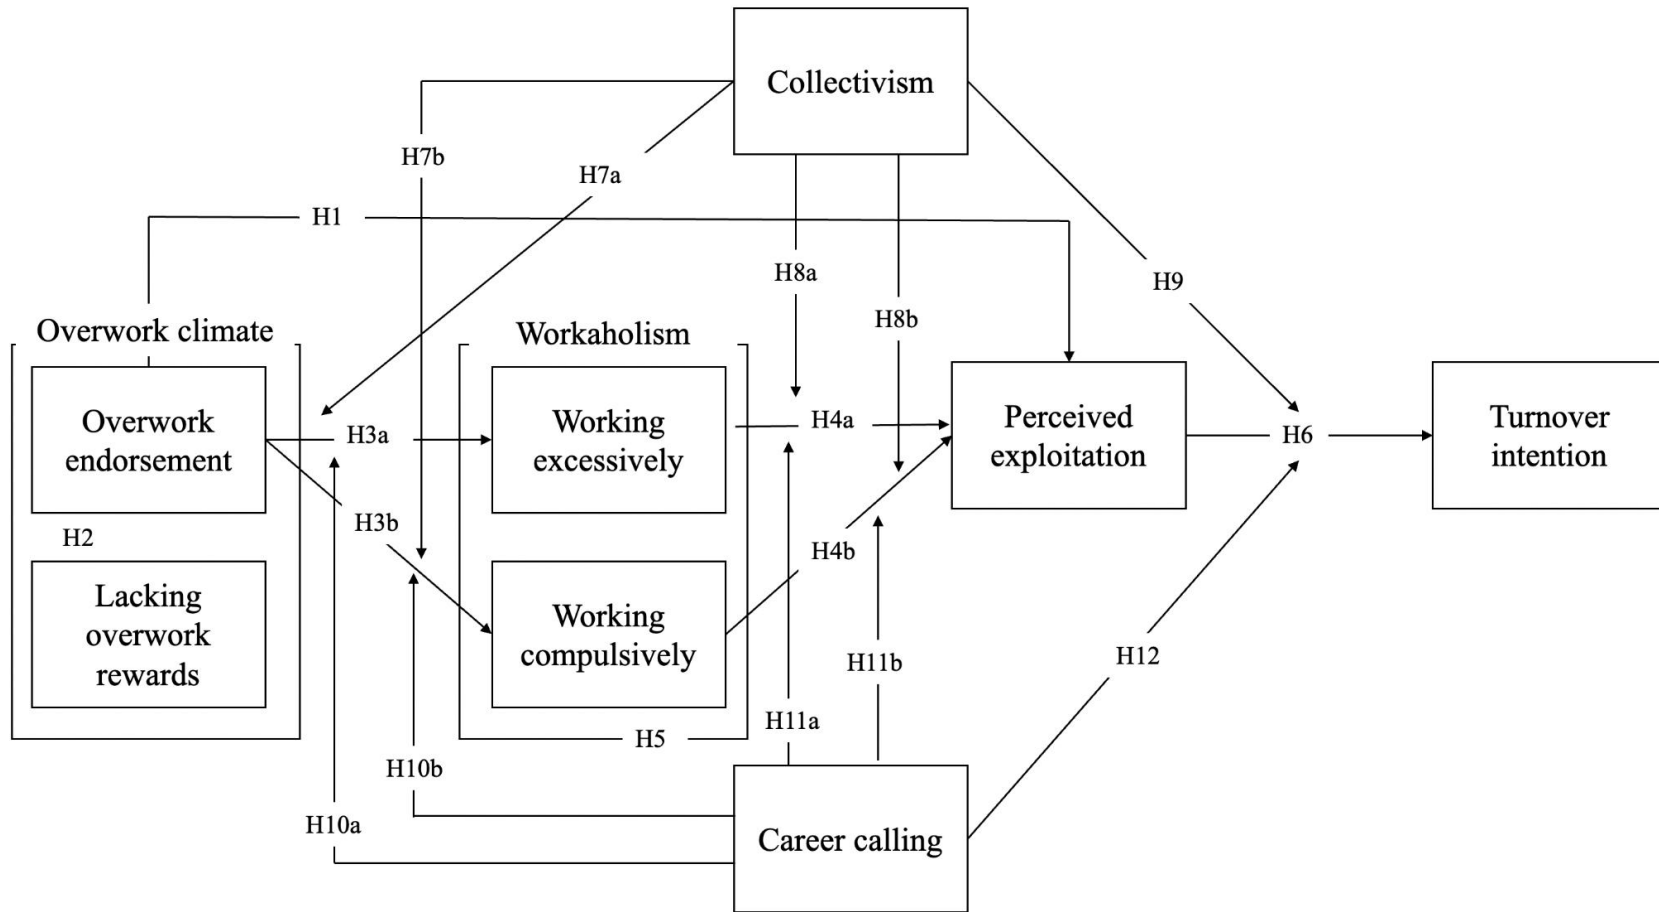 Collectivism
H7b
H7a
H1
H8a
H9
H8b
Overwork climate
Workaholism
Overwork
endorsement
H3a
Working
excessively
H4a
Perceived
exploitation
H6
Turnover
intention
H3b
H2
H4b
Lacking
overwork
rewards
Working
compulsively
H11b
H12
H11a
H5
H10b
H10a
Career calling